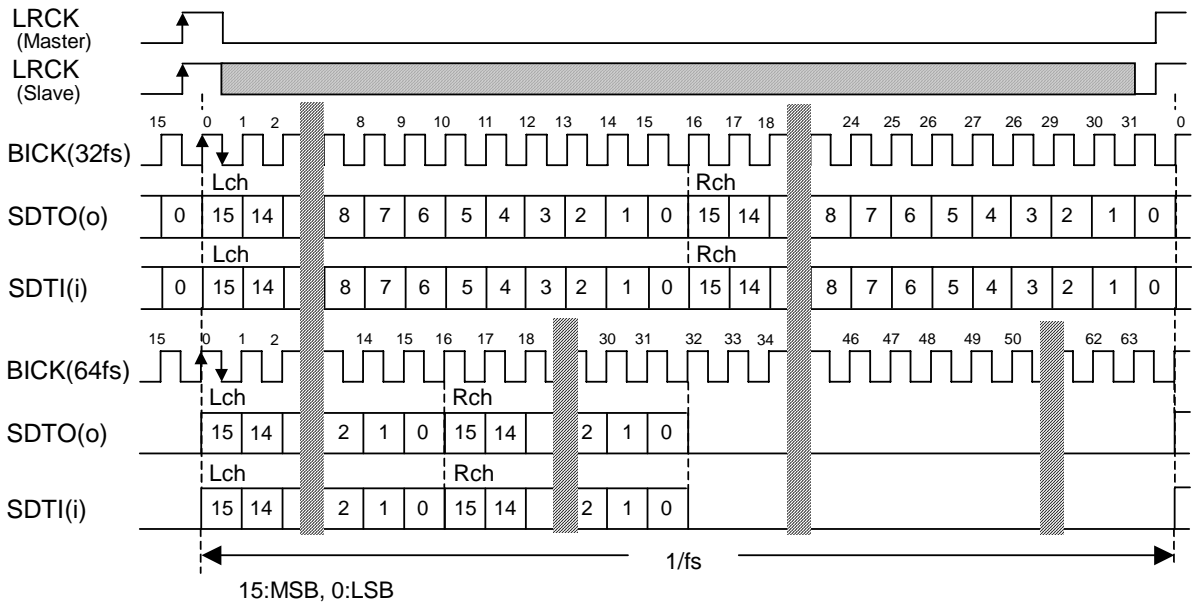 LRCK
(Master)
LRCK
(Slave)
15 0 1 2 8 9 10 11 12 13 14 15 16 17 18 24 25 26 27 26 29 30 31 0
BICK(32fs)
Lch Rch
SDTO(o) 0 15 14 8 7 6 5 4 3 2 1 0 15 14 8 7 6 5 4 3 2 1 0
Lch Rch
SDTI(i) 0 15 14 8 7 6 5 4 3 2 1 0 15 14 8 7 6 5 4 3 2 1 0
15 0 1 2 14 15 16 17 18 30 31 32 33 34 46 47 48 49 50 62 63
BICK(64fs)
Lch Rch
SDTO(o) 15 14 2 1 0 15 14 2 1 0
Lch Rch
SDTI(i) 15 14 2 1 0 15 14 2 1 0
1/fs
15:MSB, 0:LSB